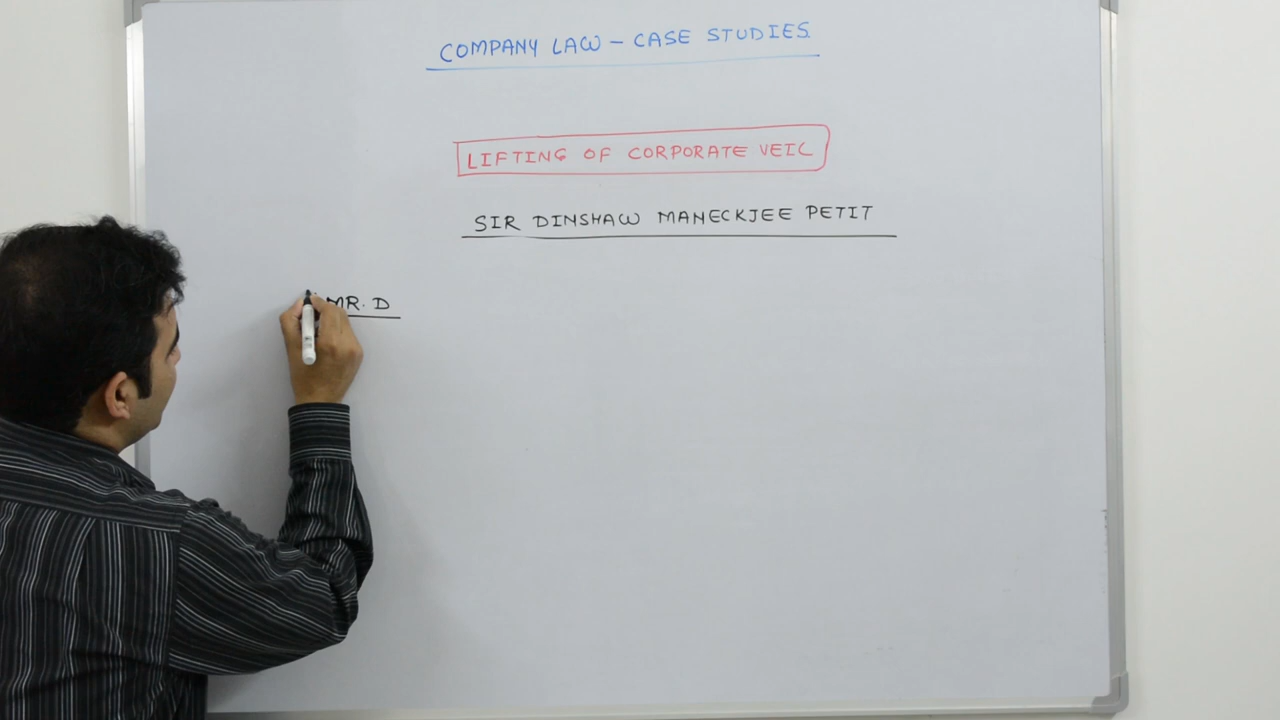 COMPANY LAW – CASE STUDIES
LIFTING OF CORPORATE VEIL
SIR DINSHAW MANECKJEE PETIT
MR. D